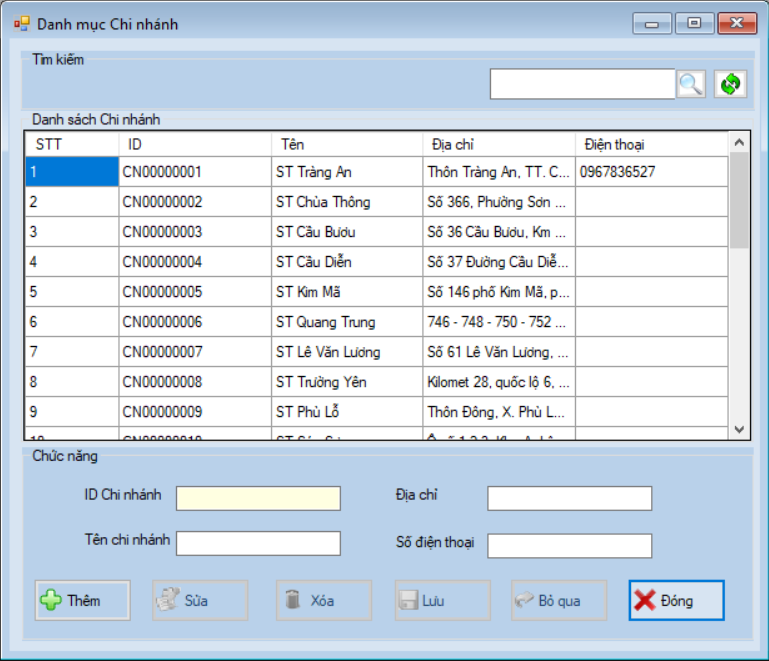 Danh mục Chi nhánh
Tìm kiếm
Danh sách Chi nhánh
STT ID Tên Địa chỉ Điện thoại
1 CN00000001 ST Tràng An Thôn Tràng An, TT. C... 0967836527
2 CN00000002 ST Chùa Thông Số 366, Phường Sơn ...
3 CN00000003 ST Cầu Bươu Số 36 Cầu Bươu, Km ...
4 CN00000004 ST Cầu Diễn Số 37 Đường Cầu Diễ...
5 CN00000005 ST Kim Mã Số 146 phố Kim Mã, p...
6 CN00000006 ST Quang Trung 746 - 748 - 750 - 752 ...
7 CN00000007 ST Lê Văn Lương Số 61 Lê Văn Lương, ...
8 CN00000008 ST Trường Yên Kilomet 28, quốc lộ 6, ...
9 CN00000009 ST Phủ Lỗ Thôn Đông, X. Phù L...
10 CN00000010
Chức năng
ID Chi nhánh Địa chỉ
Tên chi nhánh Số điện thoại
Thêm Sửa Xóa Lưu Bỏ qua Đóng